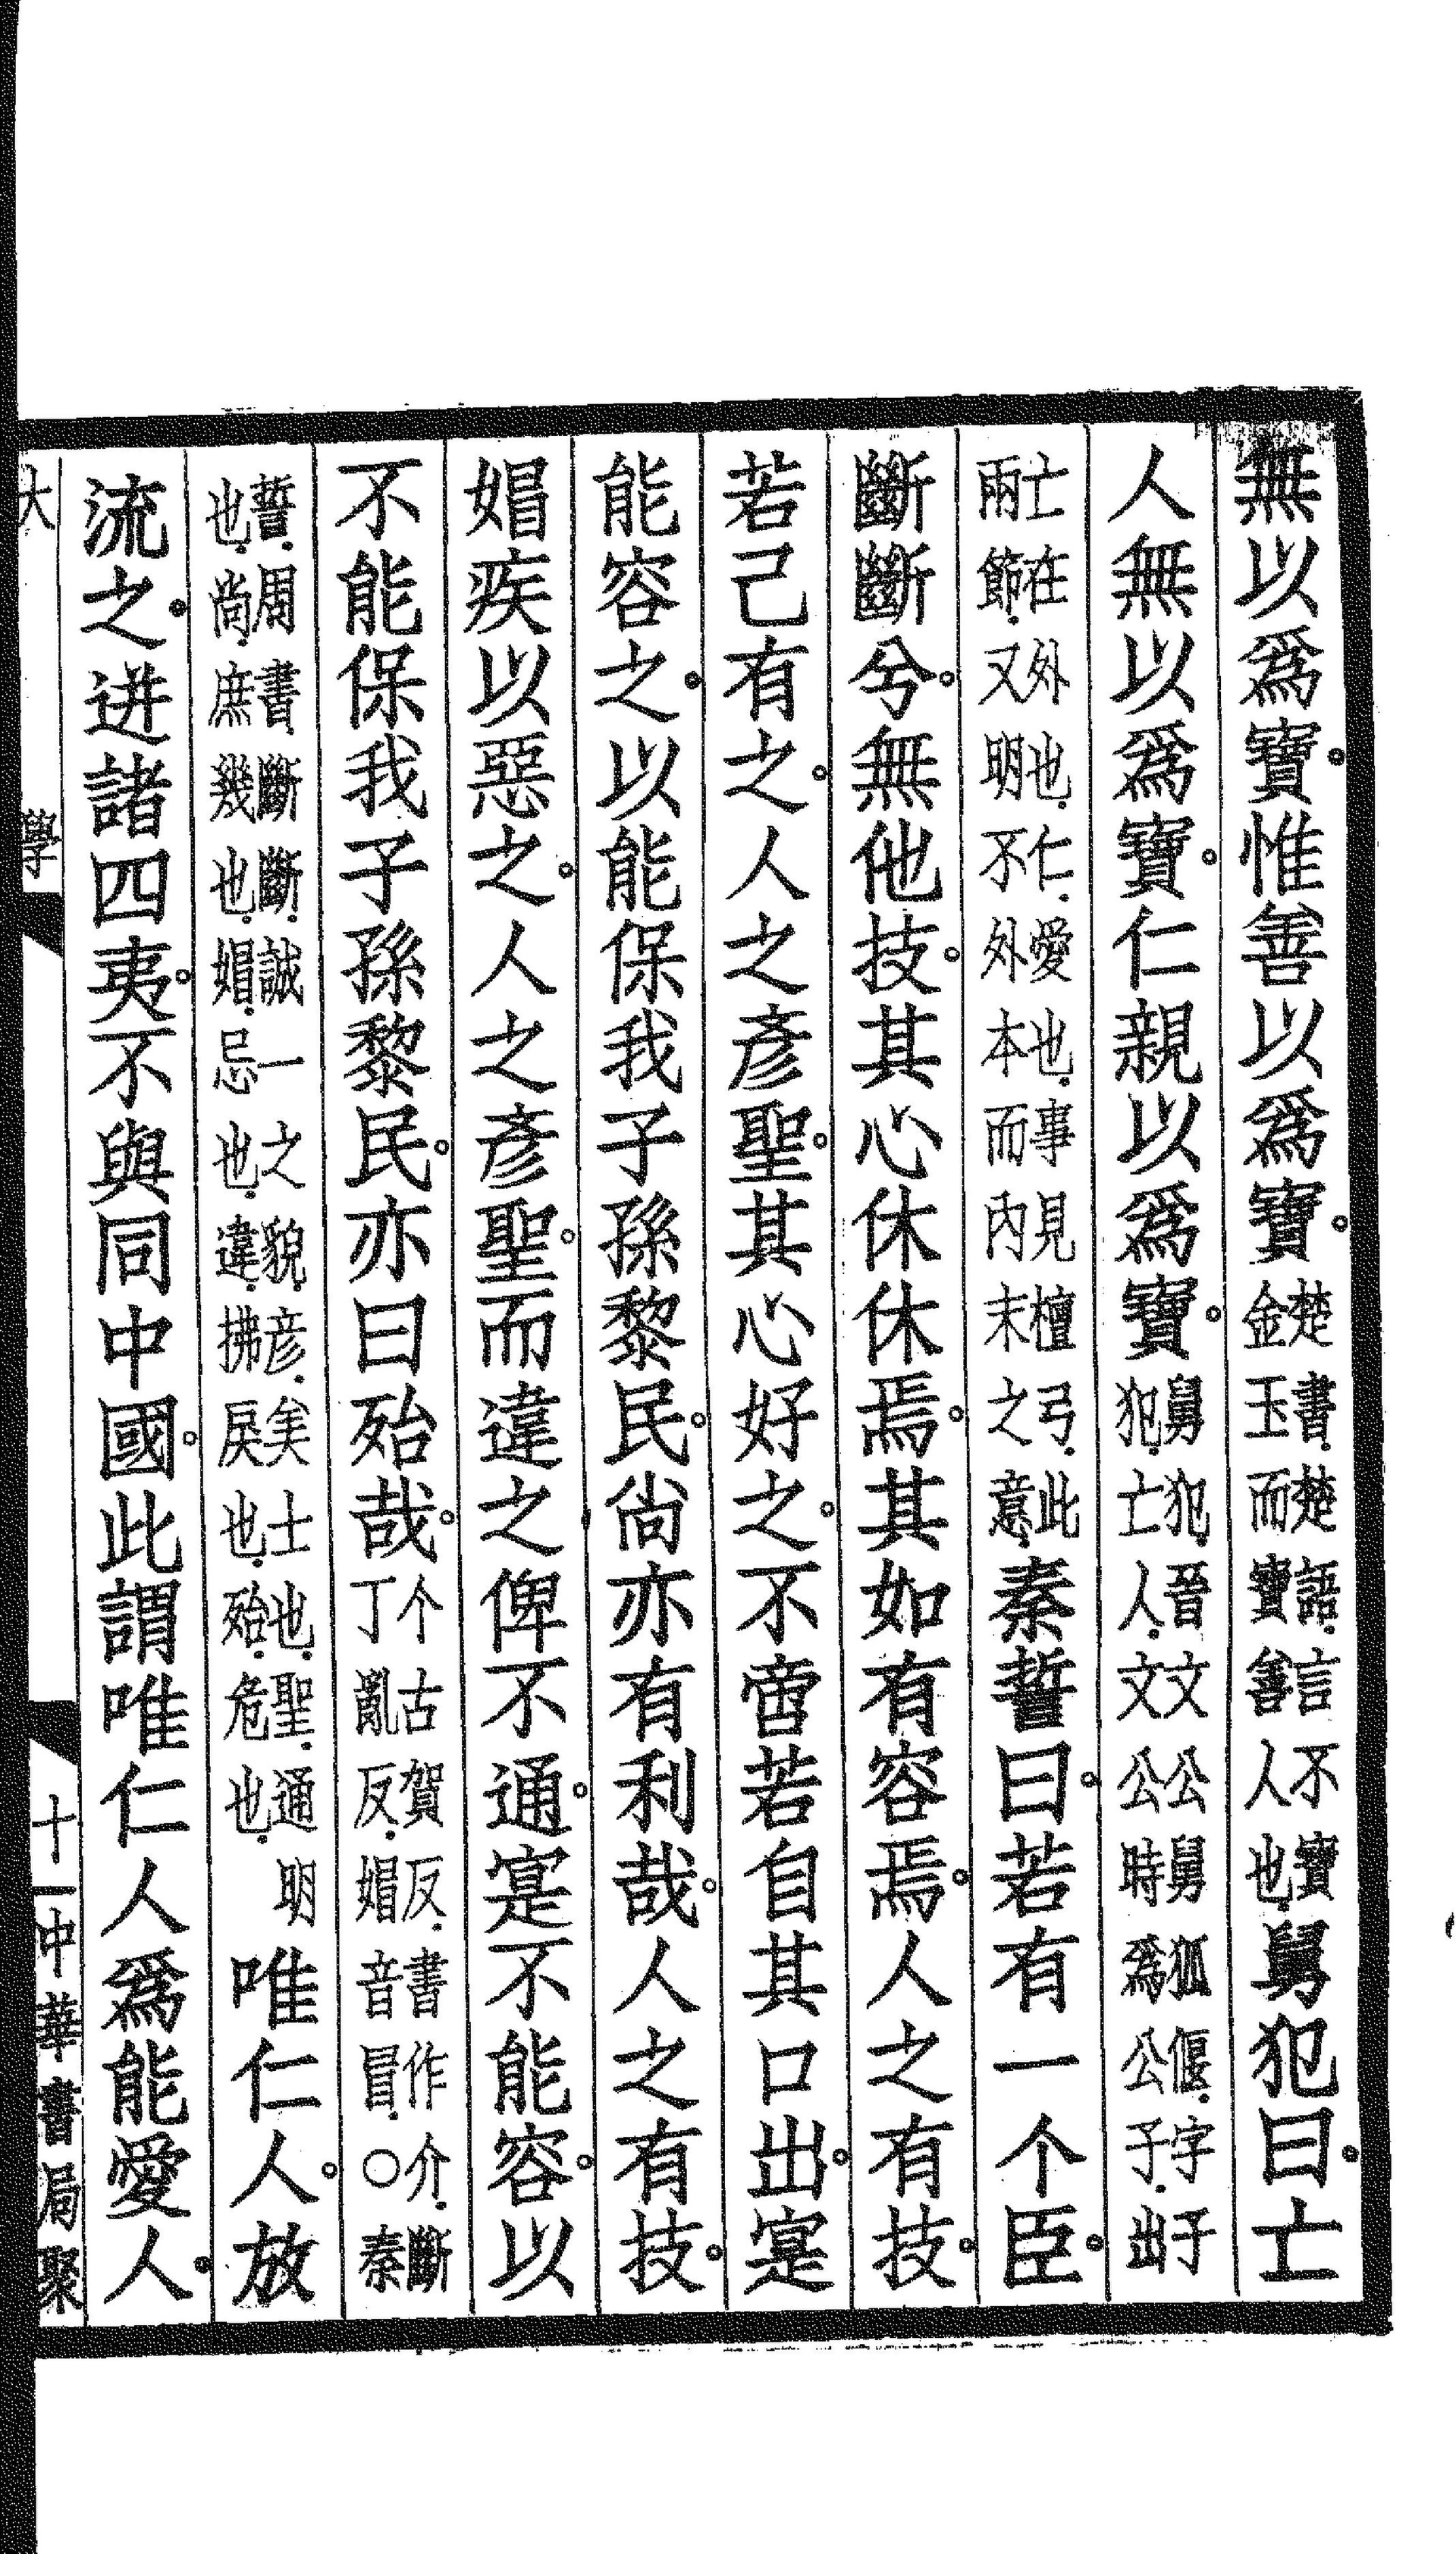 無以爲寶。惟善以爲寶。楚書.楚語.言不寶金玉而寶善人也.舅犯曰。亡
人無以爲寶。仁親以爲寶。舅犯.晉文公舅狐偃.字子犯.亡人.文公時爲公子.出
亡在外也.仁.愛也.事見檀弓.此兩節.又明不外本而內末之意.秦誓曰。若有一个臣。
斷斷兮。無他技。其心休休焉。其如有容焉。人之有技。
若己有之。人之彥聖。其心好之。不啻若自其口出。寔
能容之。以能保我子孫黎民。尙亦有利哉。人之有技。
媢疾以惡之。人之彥聖。而違之俾不通。寔不能容。以
不能保我子孫黎民。亦曰殆哉。个古賀反.書作介.斷丁亂反.媢音冒.○秦
誓.周書斷斷.誠一之貌.彥.美士也.聖.通明也.尙.庶幾也.媢.忌也.違.拂戾也.殆.危也.唯仁人。放
流之。迸諸四夷。不與同中國。此謂唯仁人爲能愛人。
大學 十一中華書局聚